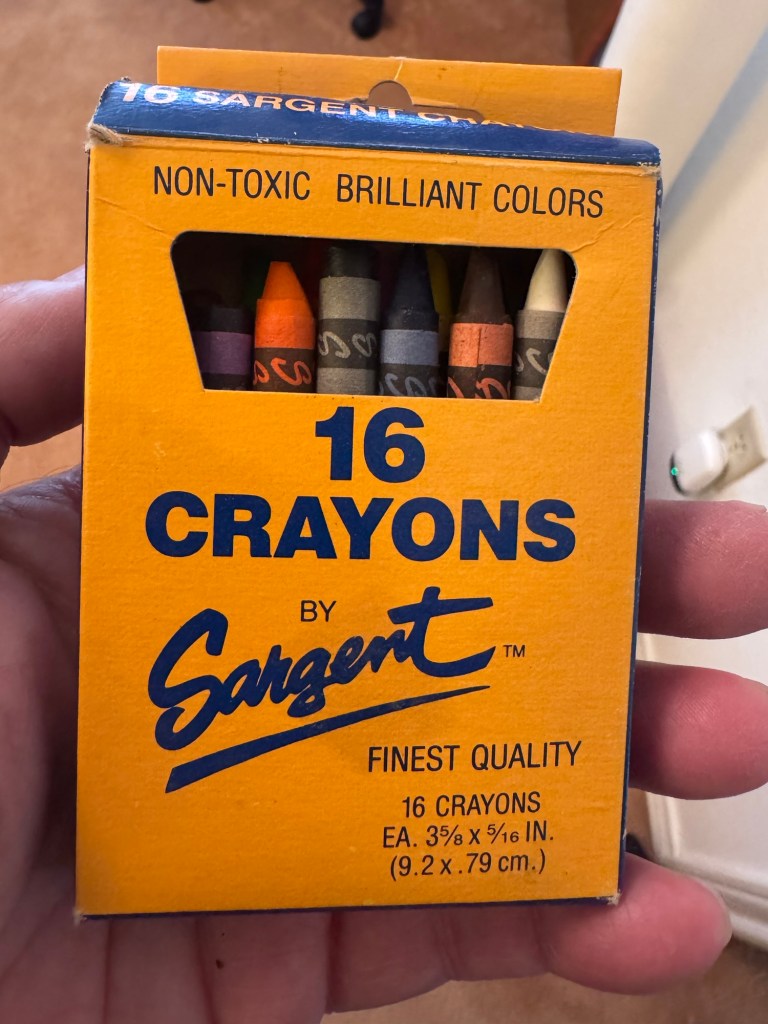 16 SARGENT CRAYONS
NON-TOXIC BRILLIANT COLORS
16
CRAYONS
BY
Sargent™
FINEST QUALITY
16 CRAYONS
EA. 3⅝ x 5/16 IN.
(9.2 x .79 cm.)